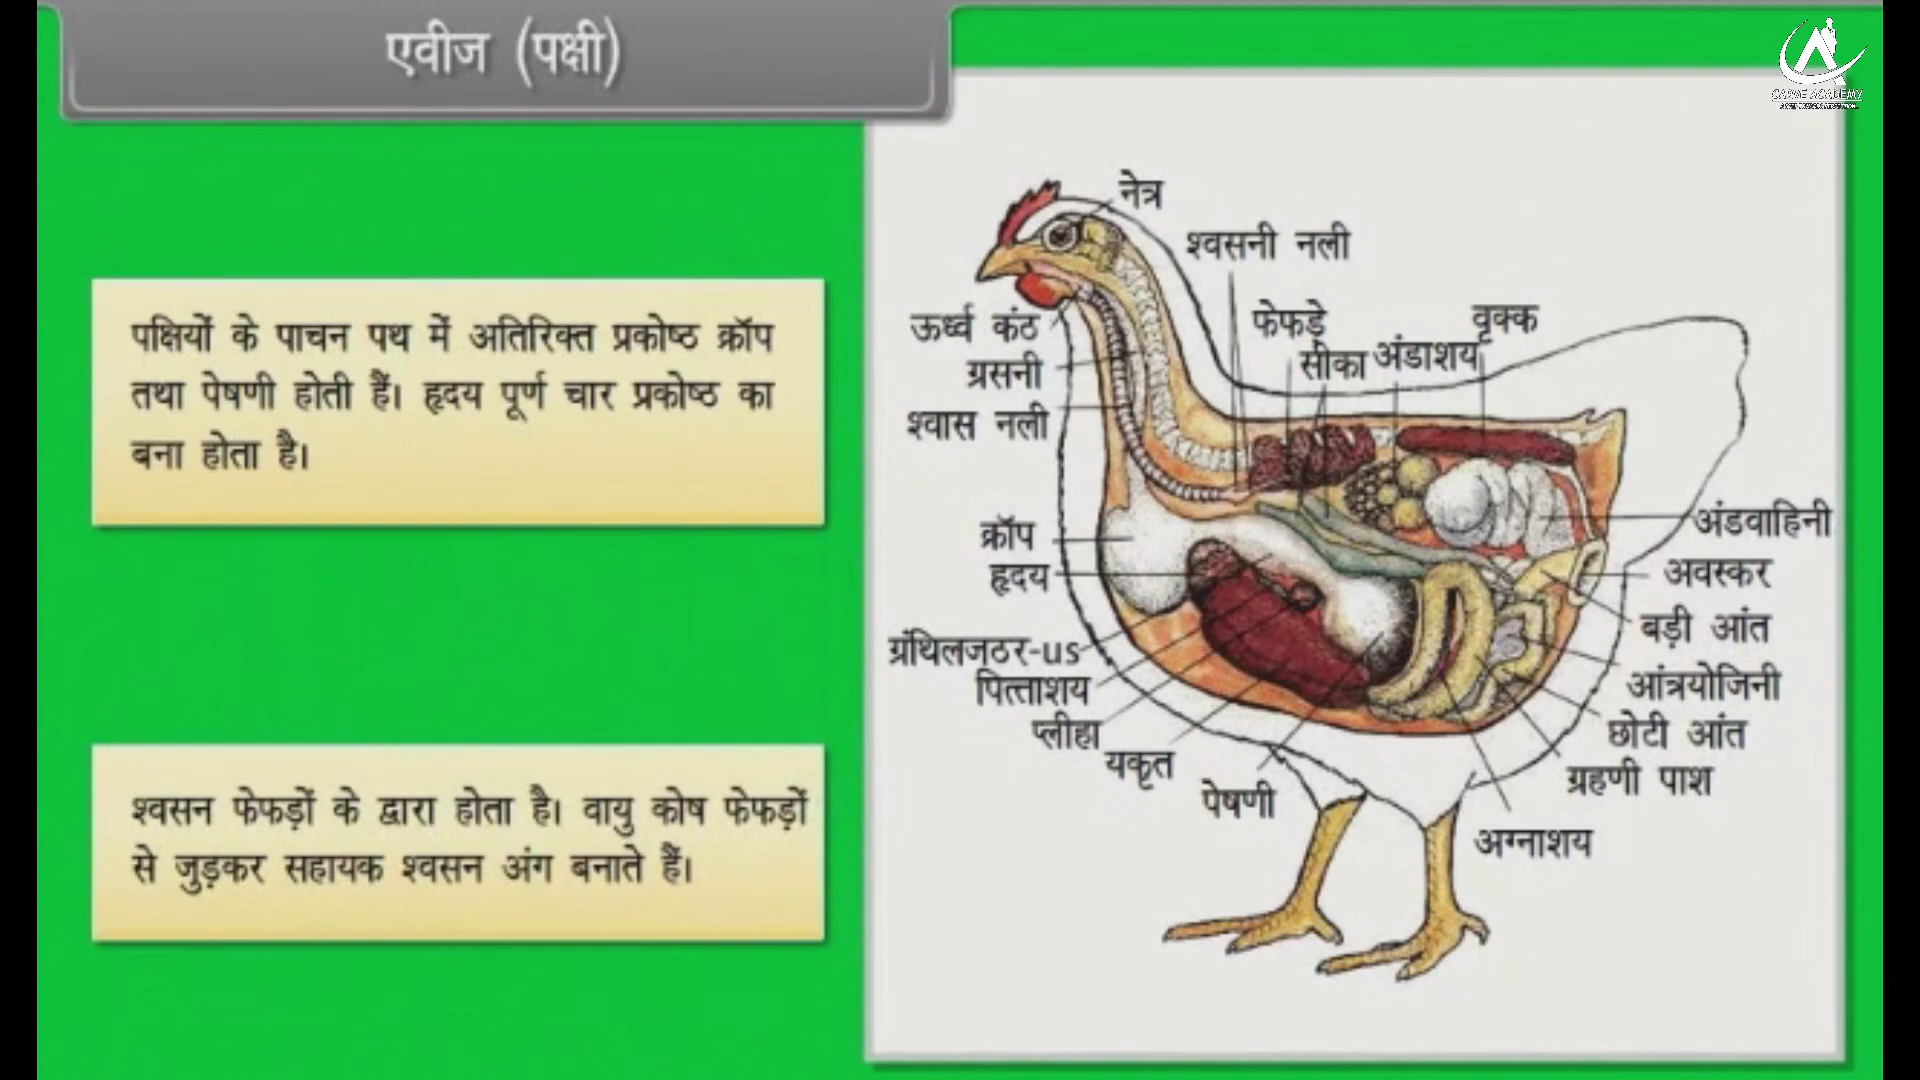 एवीज (पक्षी)
पक्षियों के पाचन पथ में अतिरिक्त प्रकोष्ठ क्रॉप
तथा पेषणी होती हैं। हृदय पूर्ण चार प्रकोष्ठ का
बना होता है।
श्वसन फेफड़ों के द्वारा होता है। वायु कोष फेफड़ों
से जुड़कर सहायक श्वसन अंग बनाते हैं।
नेत्र
श्वसनी नली
ऊर्ध्व कंठ
फेफड़े
वृक्क
सीका
अंडाशय
ग्रसनी
श्वास नली
क्रॉप
अंडवाहिनी
हृदय
अवस्कर
ग्रंथिलजठर-us
बड़ी आंत
पित्ताशय
आंत्रयोजिनी
प्लीहा
छोटी आंत
यकृत
ग्रहणी पाश
पेषणी
अग्नाशय